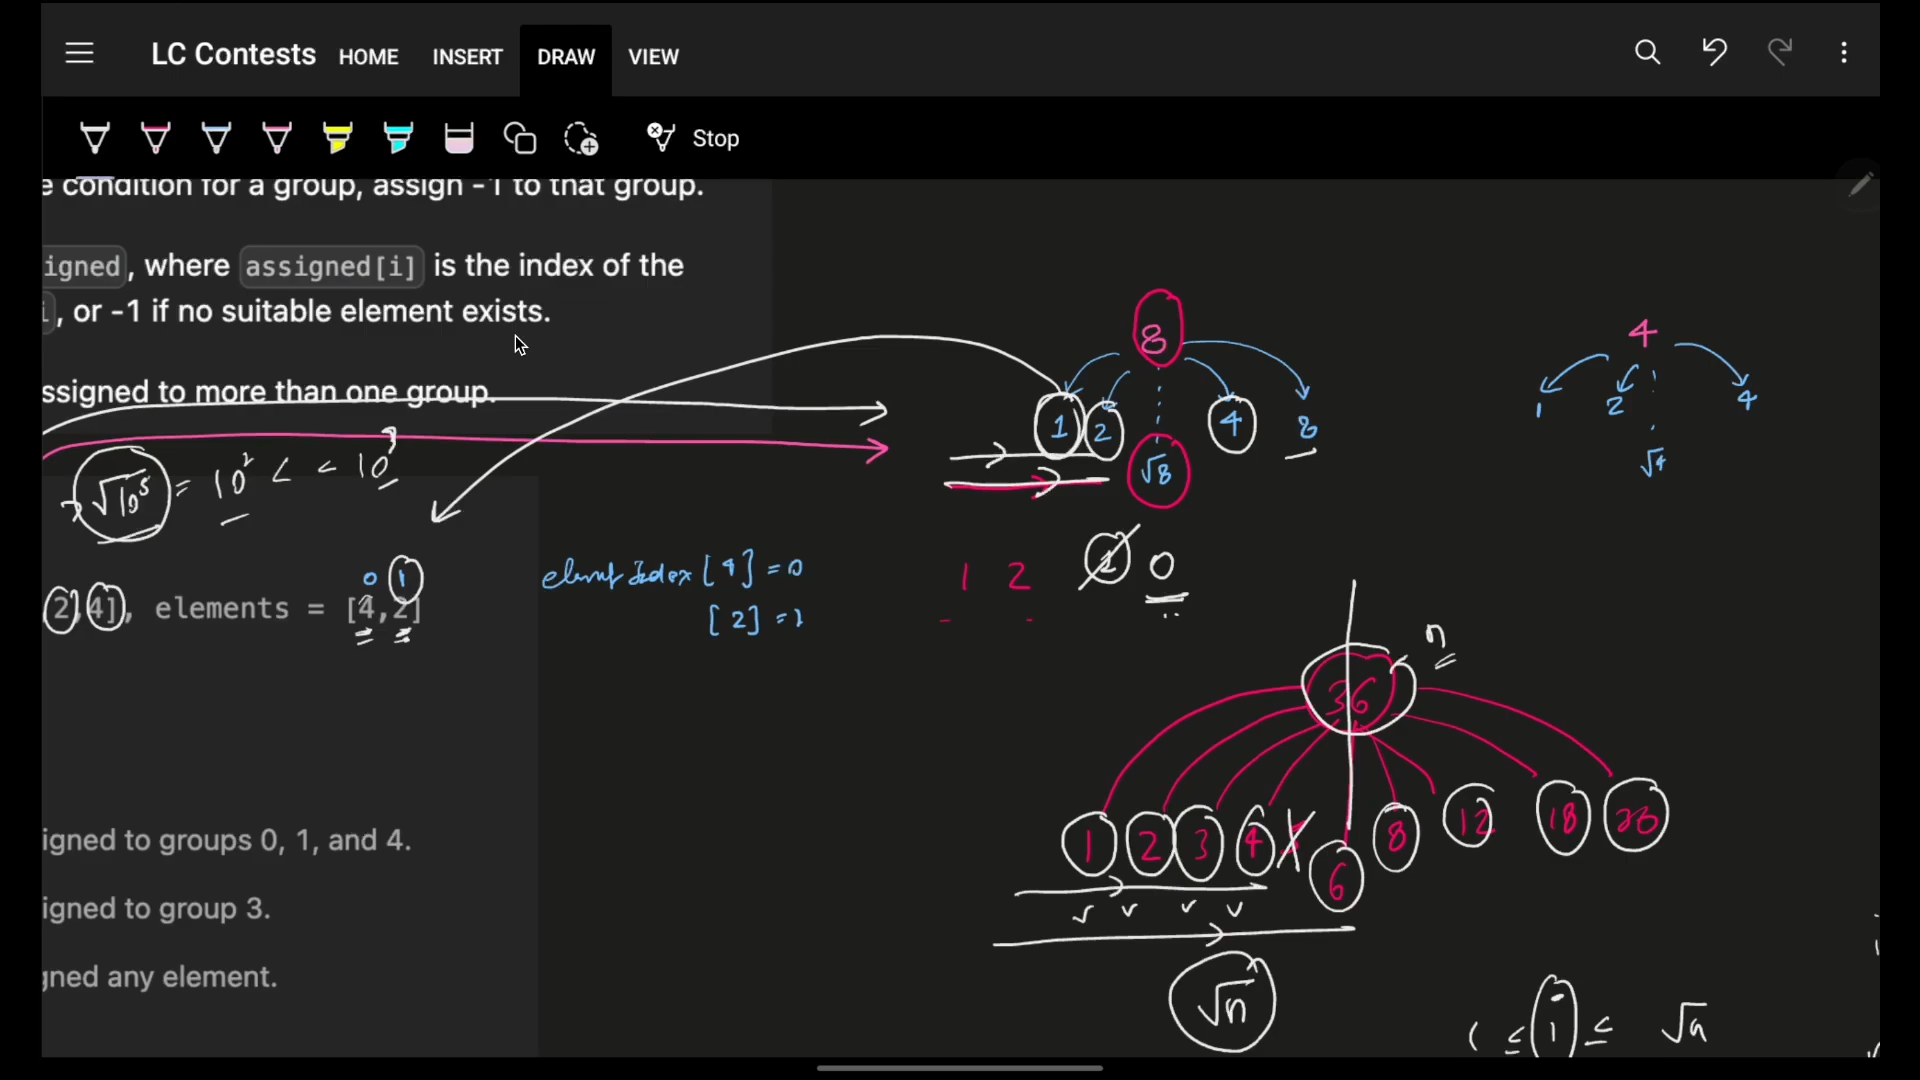 LC Contests HOME INSERT DRAW VIEW
Stop
e condition for a group, assign -1 to that group.
igned, where assigned[i] is the index of the
i, or -1 if no suitable element exists.
ssigned to more than one group.
8
1 2 4 8
√8
4
1 2 4
√4
√10⁵ = 10² < < 10³
0 1
2,4], elements = [4,2]
[4] = 0
[2] = 1
1 2
0
n
36
1 2 3 4 6 8 12 18
√n
≤ i ≤ √n
igned to groups 0, 1, and 4.
igned to group 3.
gned any element.